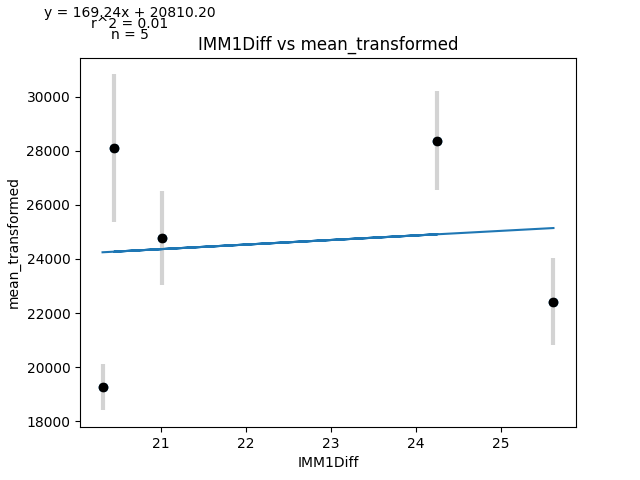 y = 169.24x + 20810.20
r^2 = 0.01
n = 5
IMM1Diff vs mean_transformed
30000
28000
26000
24000
22000
20000
18000
mean_transformed
21
22
23
24
25
IMM1Diff